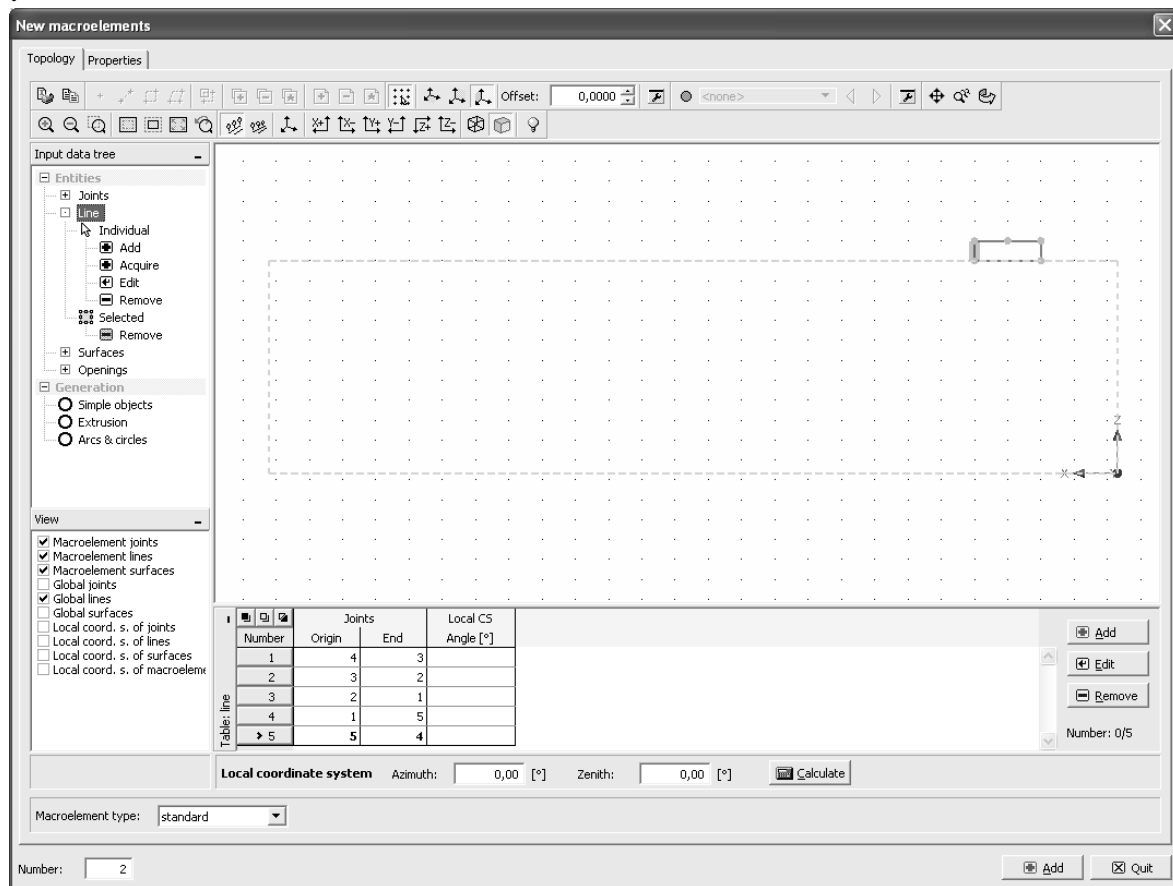 New macroelements
Topology Properties
Offset: 0,0000 <none>
X+ X- Y+ Y- Z+ Z-
Input data tree
Entities
Joints
Line
Individual
Add
Acquire
Edit
Remove
Selected
Remove
Surfaces
Openings
Generation
Simple objects
Extrusion
Arcs & circles
Z
X
View
Macroelement joints
Macroelement lines
Macroelement surfaces
Global joints
Global lines
Global surfaces
Local coord. s. of joints
Local coord. s. of lines
Local coord. s. of surfaces
Local coord. s. of macroeleme
Table: line
Joints Local CS
Number Origin End Angle [°]
1 4 3
2 3 2
3 2 1
4 1 5
5 5 4
Add
Edit
Remove
Number: 0/5
Local coordinate system Azimuth: 0,00 [°] Zenith: 0,00 [°] Calculate
Macroelement type: standard
Number: 2 Add Quit